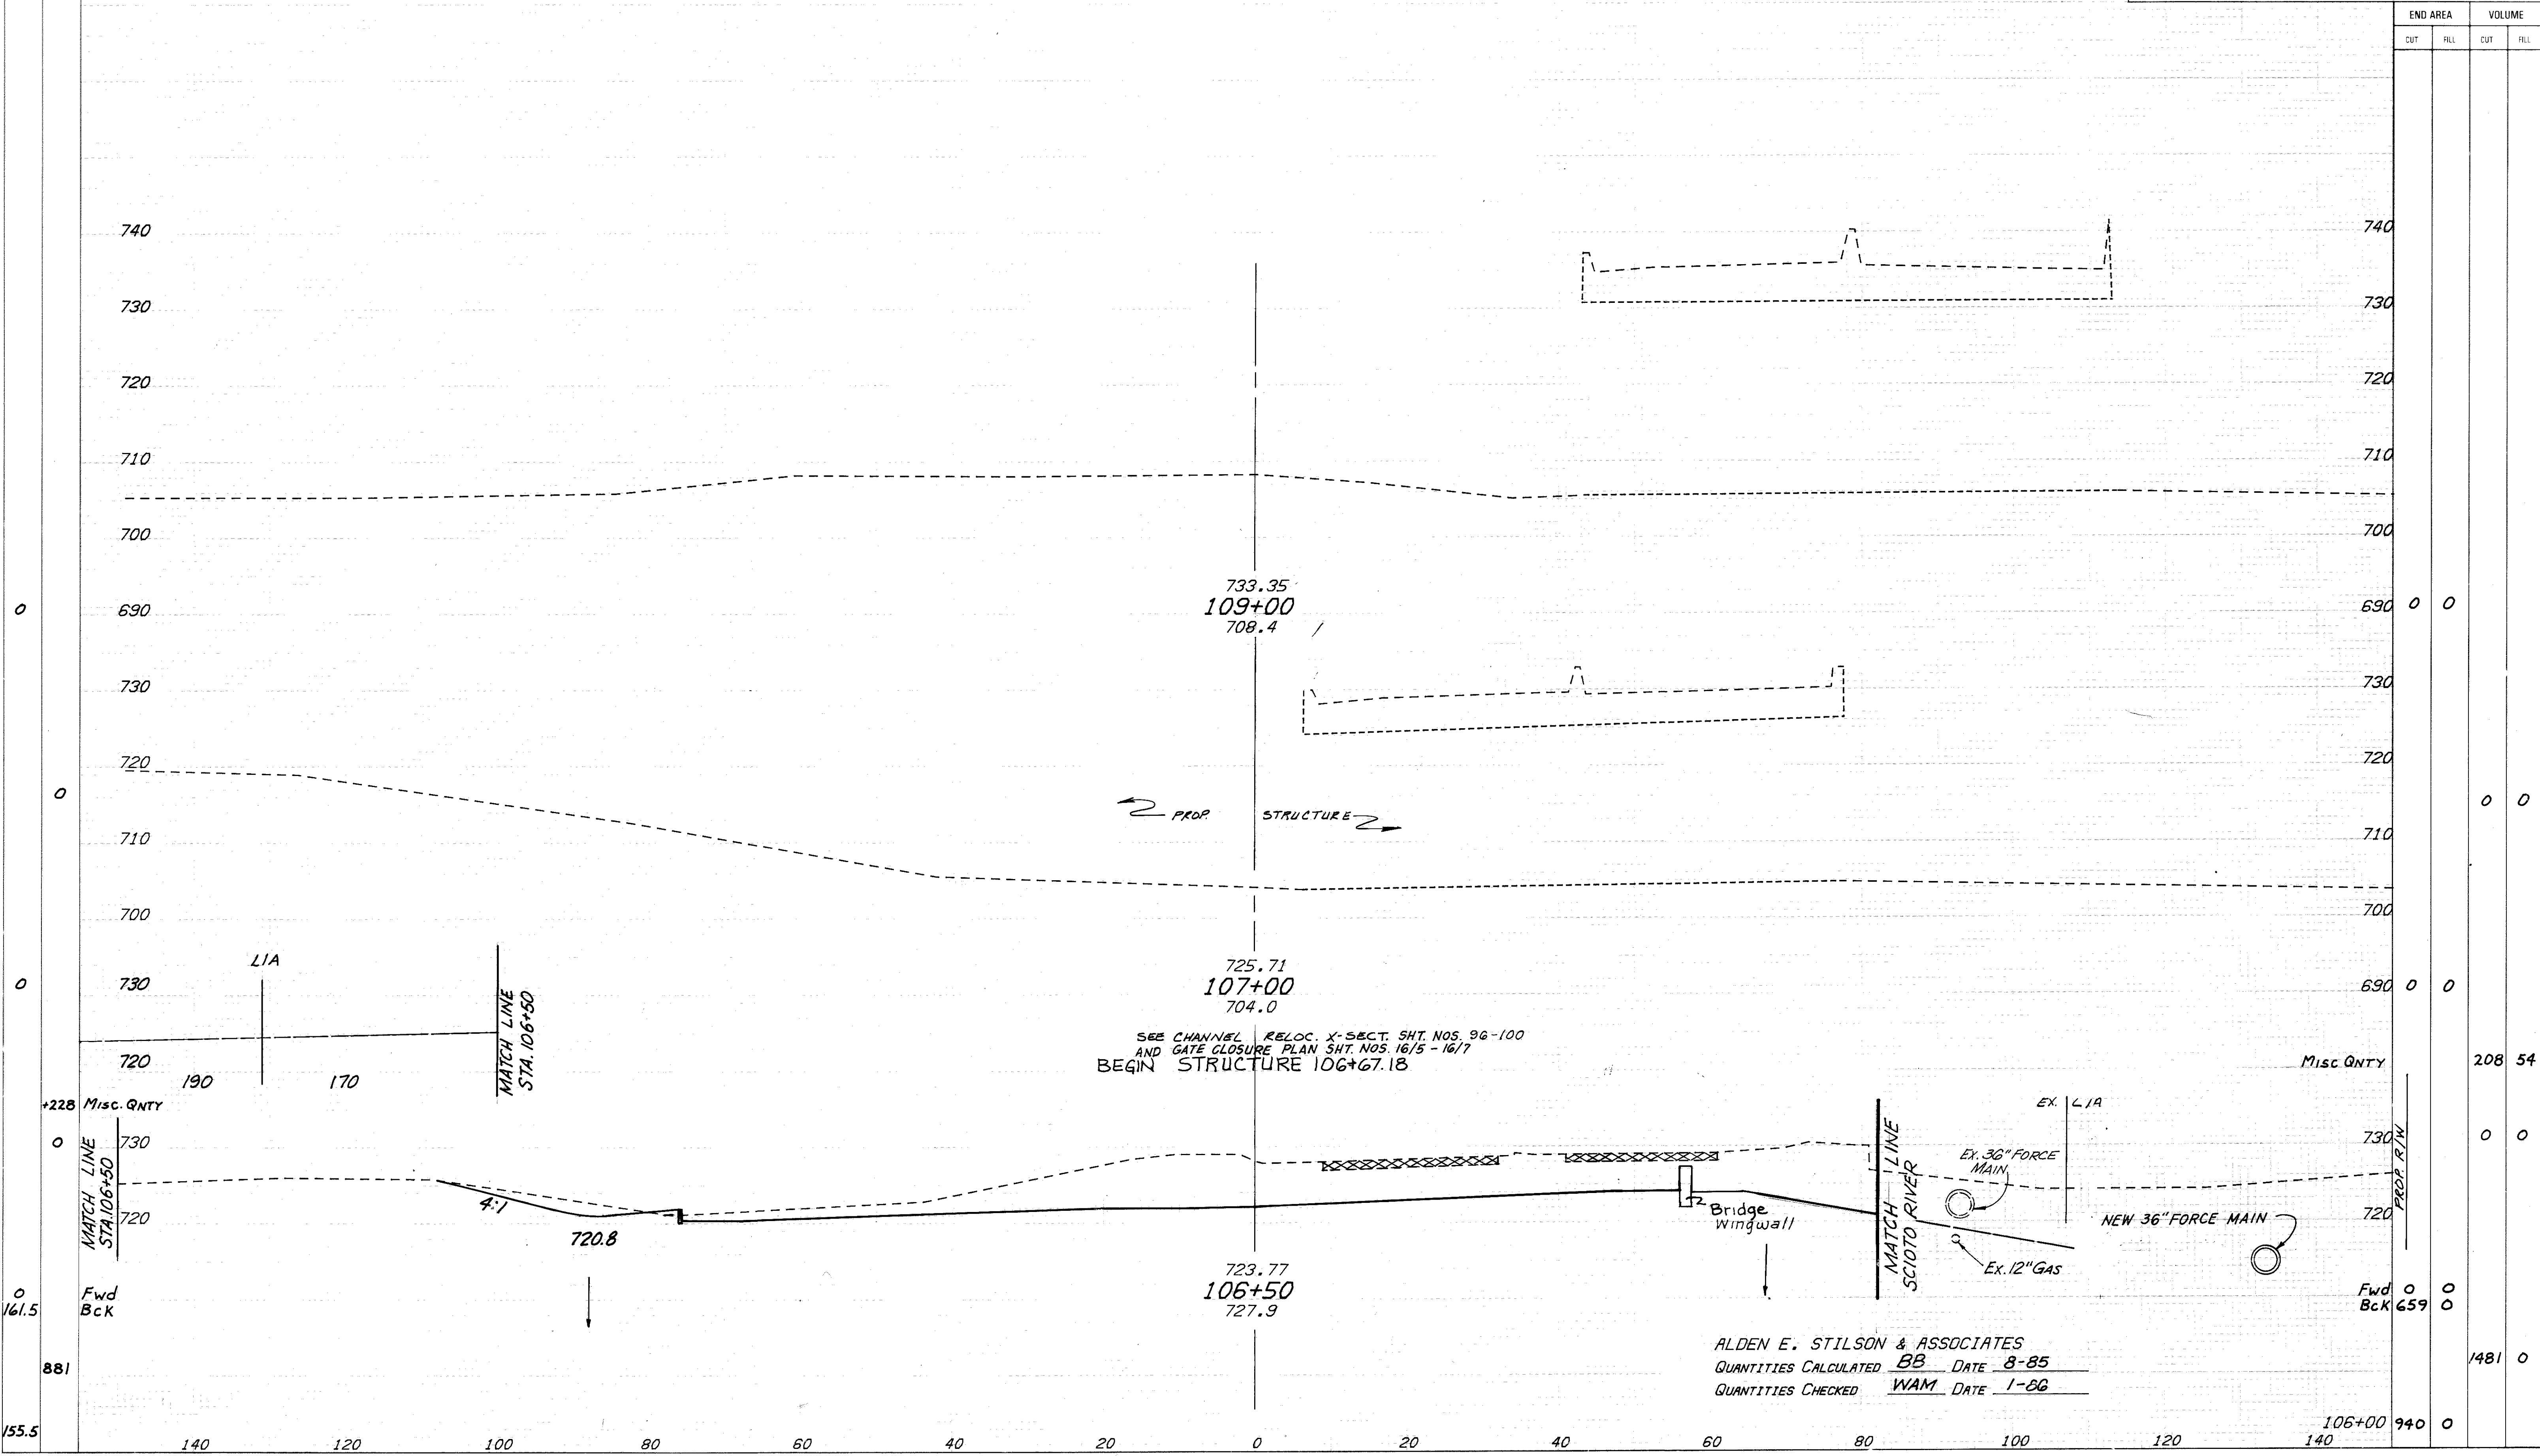 END AREA VOLUME
CUT FILL CUT FILL
740 740
730 730
720 720
710 710
700 700
733.35
0 690 109+00 690 0 0
708.4
730 730
720 720
0 0 0
PROP. STRUCTURE
710 710
700 700
L/A
725.71
0 730 107+00 690 0 0
704.0
MATCH LINE
STA. 106+50
SEE CHANNEL RELOC. X-SECT. SHT. NOS. 96-100
AND GATE CLOSURE PLAN SHT. NOS. 16/5 - 16/7
BEGIN STRUCTURE 106+67.18
720 MISC QNTY 208 54
190 170
+228 MISC. QNTY
EX. L/A
0 730 730 0 0
MATCH LINE
STA. 106+50
MATCH LINE
SCIOTO RIVER
EX. 36" FORCE
MAIN
PROP. R/W
4:1
720 720
Bridge
Wingwall
NEW 36" FORCE MAIN
720.8
EX. 12" GAS
723.77
106+50
727.9
0 Fwd Fwd 0 0
161.5 Bck Bck 659 0
ALDEN E. STILSON & ASSOCIATES
QUANTITIES CALCULATED BB DATE 8-85
881 1481 0
QUANTITIES CHECKED WAM DATE 1-86
155.5 106+00 940 0
140 120 100 80 60 40 20 0 20 40 60 80 100 120 140